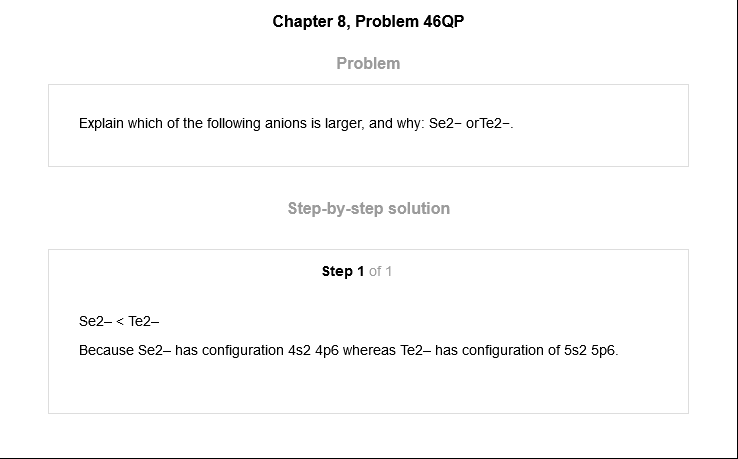 Chapter 8, Problem 46QP
Problem
Explain which of the following anions is larger, and why: Se2− orTe2−.
Step-by-step solution
Step 1 of 1
Se2– < Te2–
Because Se2– has configuration 4s2 4p6 whereas Te2– has configuration of 5s2 5p6.